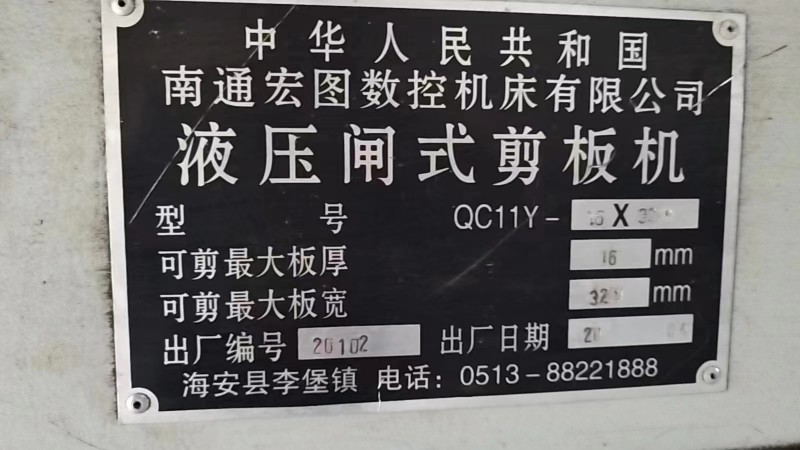 中华人民共和国
南通宏图数控机床有限公司
液压闸式剪板机
型 号 QC11Y-16X
可剪最大板厚 16 mm
可剪最大板宽 mm
出厂编号 20102 出厂日期
海安县李堡镇 电话：0513-88221888